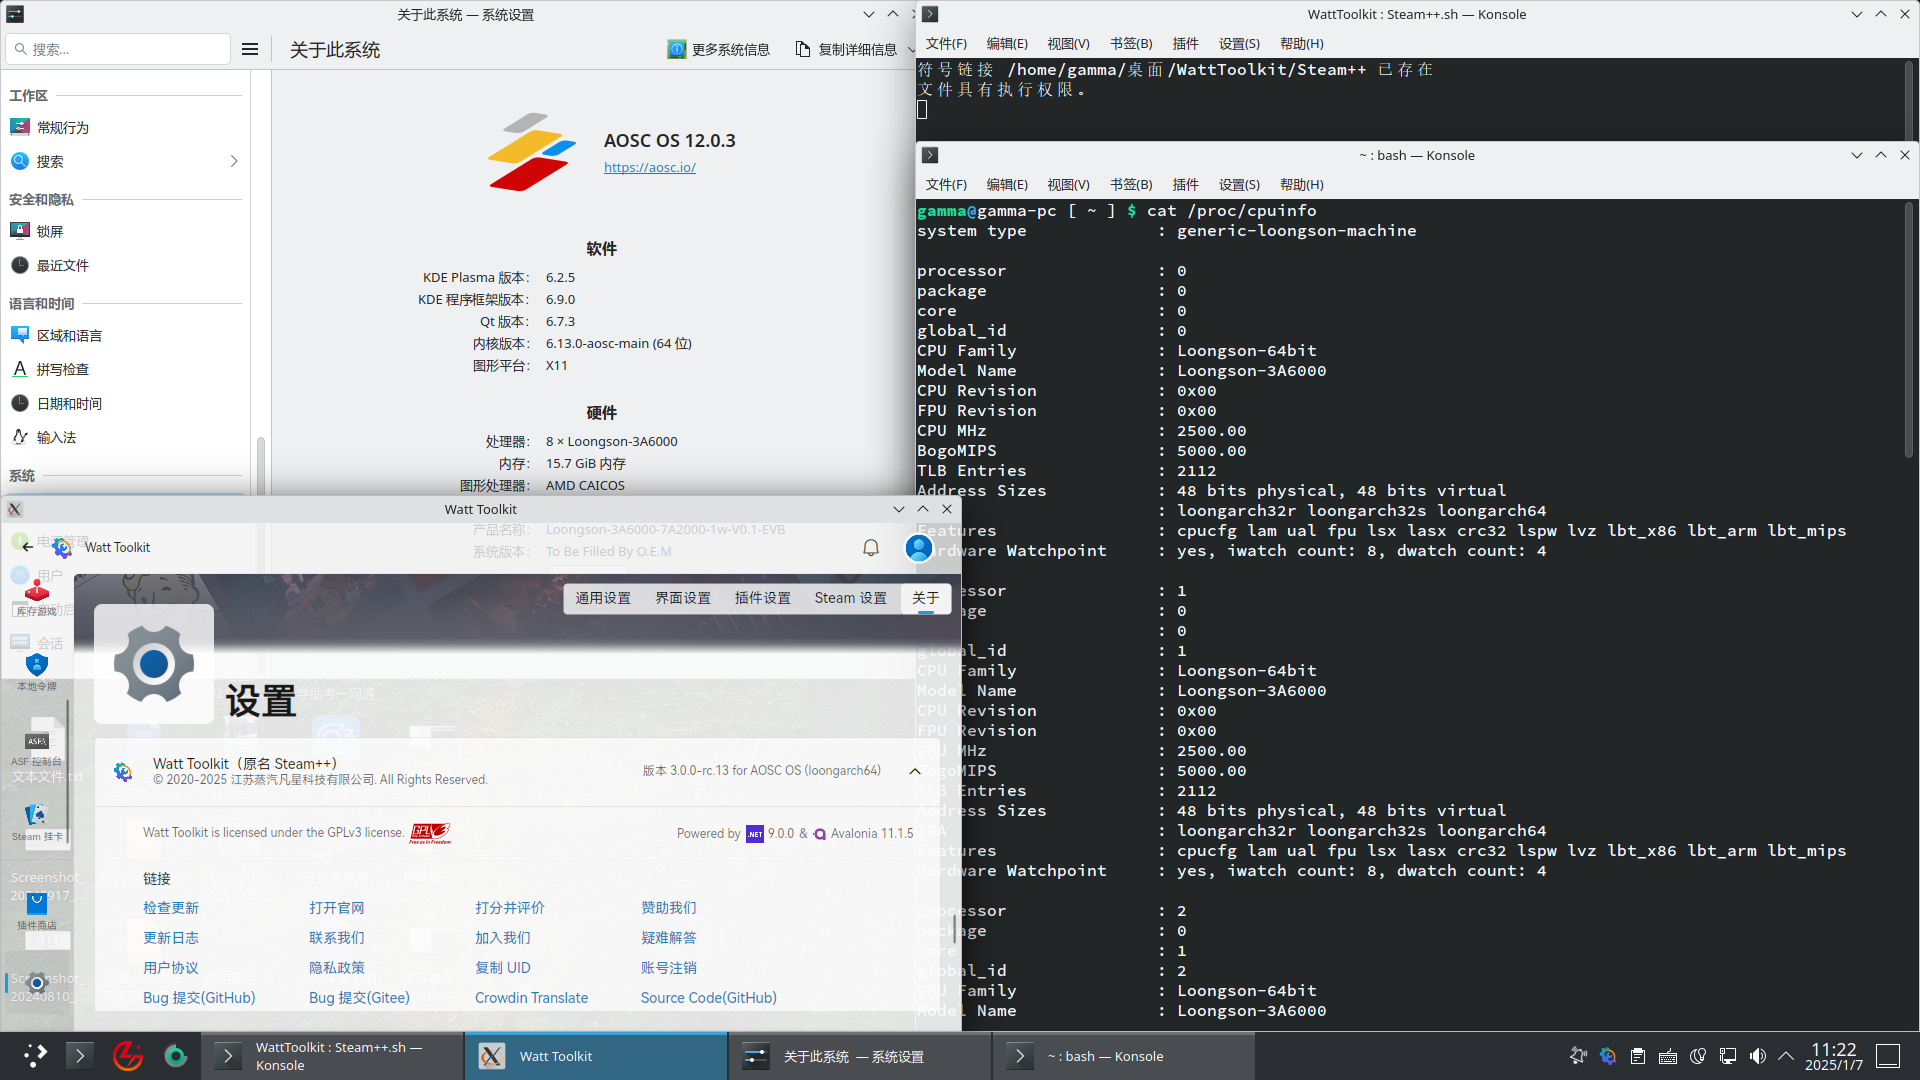 关于此系统 — 系统设置
搜索...
关于此系统
更多系统信息
复制详细信息
工作区
常规行为
搜索
安全和隐私
锁屏
最近文件
语言和时间
区域和语言
拼写检查
日期和时间
输入法
系统
AOSC OS 12.0.3
https://aosc.io/
软件
KDE Plasma 版本： 6.2.5
KDE 程序框架版本： 6.9.0
Qt 版本： 6.7.3
内核版本： 6.13.0-aosc-main (64 位)
图形平台： X11
硬件
处理器： 8 × Loongson-3A6000
内存： 15.7 GiB 内存
图形处理器： AMD CAICOS
产品名称： Loongson-3A6000-7A2000-1w-V0.1-EVB
系统版本： To Be Filled By O.E.M
WattToolkit : Steam++.sh — Konsole
文件(F) 编辑(E) 视图(V) 书签(B) 插件 设置(S) 帮助(H)
符号链接 /home/gamma/桌面/WattToolkit/Steam++ 已存在
文件具有执行权限。
~ : bash — Konsole
文件(F) 编辑(E) 视图(V) 书签(B) 插件 设置(S) 帮助(H)
gamma@gamma-pc [ ~ ] $ cat /proc/cpuinfo
system type : generic-loongson-machine
processor : 0
package : 0
core : 0
global_id : 0
CPU Family : Loongson-64bit
Model Name : Loongson-3A6000
CPU Revision : 0x00
FPU Revision : 0x00
CPU MHz : 2500.00
BogoMIPS : 5000.00
TLB Entries : 2112
Address Sizes : 48 bits physical, 48 bits virtual
: loongarch32r loongarch32s loongarch64
Features : cpucfg lam ual fpu lsx lasx crc32 lspw lvz lbt_x86 lbt_arm lbt_mips
Hardware Watchpoint : yes, iwatch count: 8, dwatch count: 4
processor : 1
package : 0
: 0
global_id : 1
CPU Family : Loongson-64bit
Model Name : Loongson-3A6000
CPU Revision : 0x00
FPU Revision : 0x00
CPU MHz : 2500.00
BogoMIPS : 5000.00
TLB Entries : 2112
Address Sizes : 48 bits physical, 48 bits virtual
ISA : loongarch32r loongarch32s loongarch64
Features : cpucfg lam ual fpu lsx lasx crc32 lspw lvz lbt_x86 lbt_arm lbt_mips
Hardware Watchpoint : yes, iwatch count: 8, dwatch count: 4
processor : 2
package : 0
core : 1
global_id : 2
CPU Family : Loongson-64bit
Model Name : Loongson-3A6000
Watt Toolkit
Watt Toolkit
电源管理
用户
会话
库存游戏
本地令牌
ASF
ASF 控制台
文本文件.txt
Steam 挂卡
Screenshot_
插件商店
Screenshot_
20240810_...
通用设置 界面设置 插件设置 Steam 设置 关于
设置
Watt Toolkit（原名 Steam++）
© 2020-2025 江苏蒸汽凡星科技有限公司. All Rights Reserved.
版本 3.0.0-rc.13 for AOSC OS (loongarch64)
Watt Toolkit is licensed under the GPLv3 license. GPLv3 Free as in Freedom
Powered by .NET 9.0.0 & Avalonia 11.1.5
链接
检查更新 打开官网 打分并评价 赞助我们
更新日志 联系我们 加入我们 疑难解答
用户协议 隐私政策 复制 UID 账号注销
Bug 提交(GitHub) Bug 提交(Gitee) Crowdin Translate Source Code(GitHub)
WattToolkit : Steam++.sh — Konsole
Watt Toolkit
关于此系统 — 系统设置
~ : bash — Konsole
11:22
2025/1/7